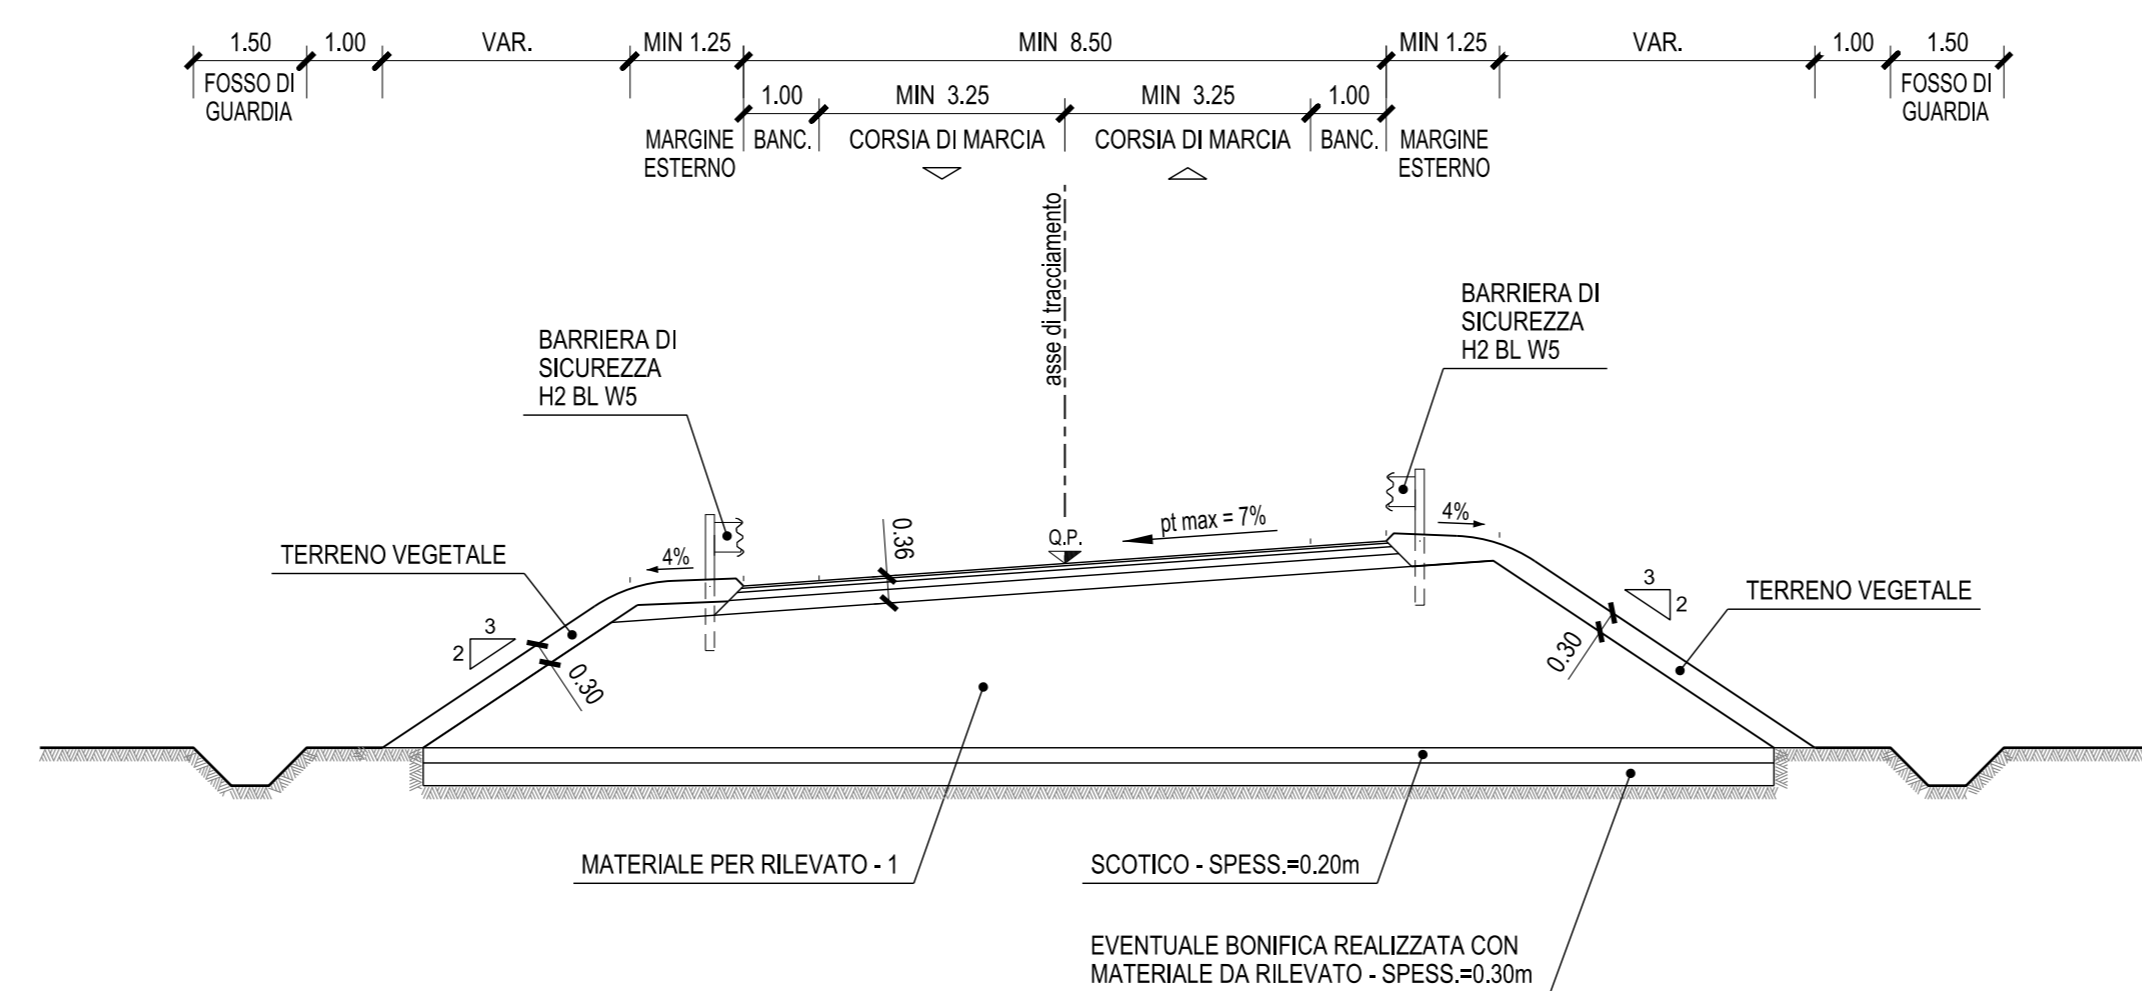 1.50 1.00 VAR. MIN 1.25 MIN 8.50 MIN 1.25 VAR. 1.00 1.50
FOSSO DI
GUARDIA
FOSSO DI
GUARDIA
1.00 MIN 3.25 MIN 3.25 1.00
MARGINE
ESTERNO
BANC. CORSIA DI MARCIA CORSIA DI MARCIA BANC.
MARGINE
ESTERNO
asse di tracciamento
BARRIERA DI
SICUREZZA
H2 BL W5
BARRIERA DI
SICUREZZA
H2 BL W5
TERRENO VEGETALE
4%
0.36
Q.P.
pt max = 7%
4%
3
2
0.30
3
2
0.30
TERRENO VEGETALE
MATERIALE PER RILEVATO - 1
SCOTICO - SPESS.=0.20m
EVENTUALE BONIFICA REALIZZATA CON
MATERIALE DA RILEVATO - SPESS.=0.30m